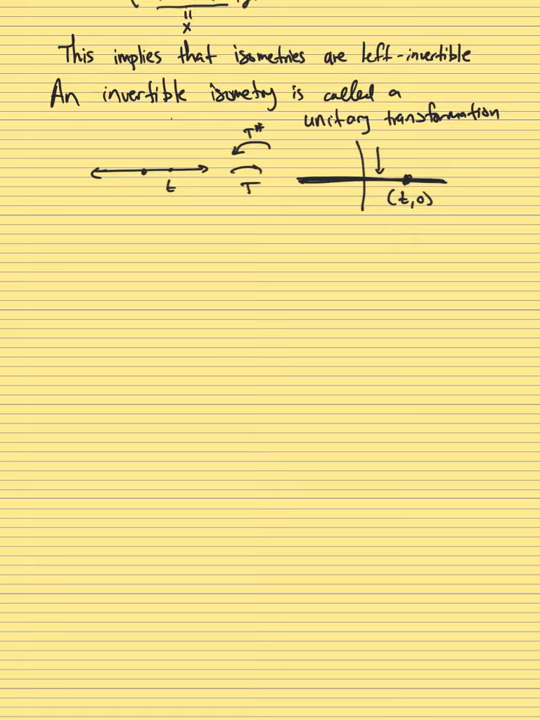 ||
x
This implies that isometries are left-invertible
An invertible isometry is called a
unitary transformation
T*
t
T
(t,0)